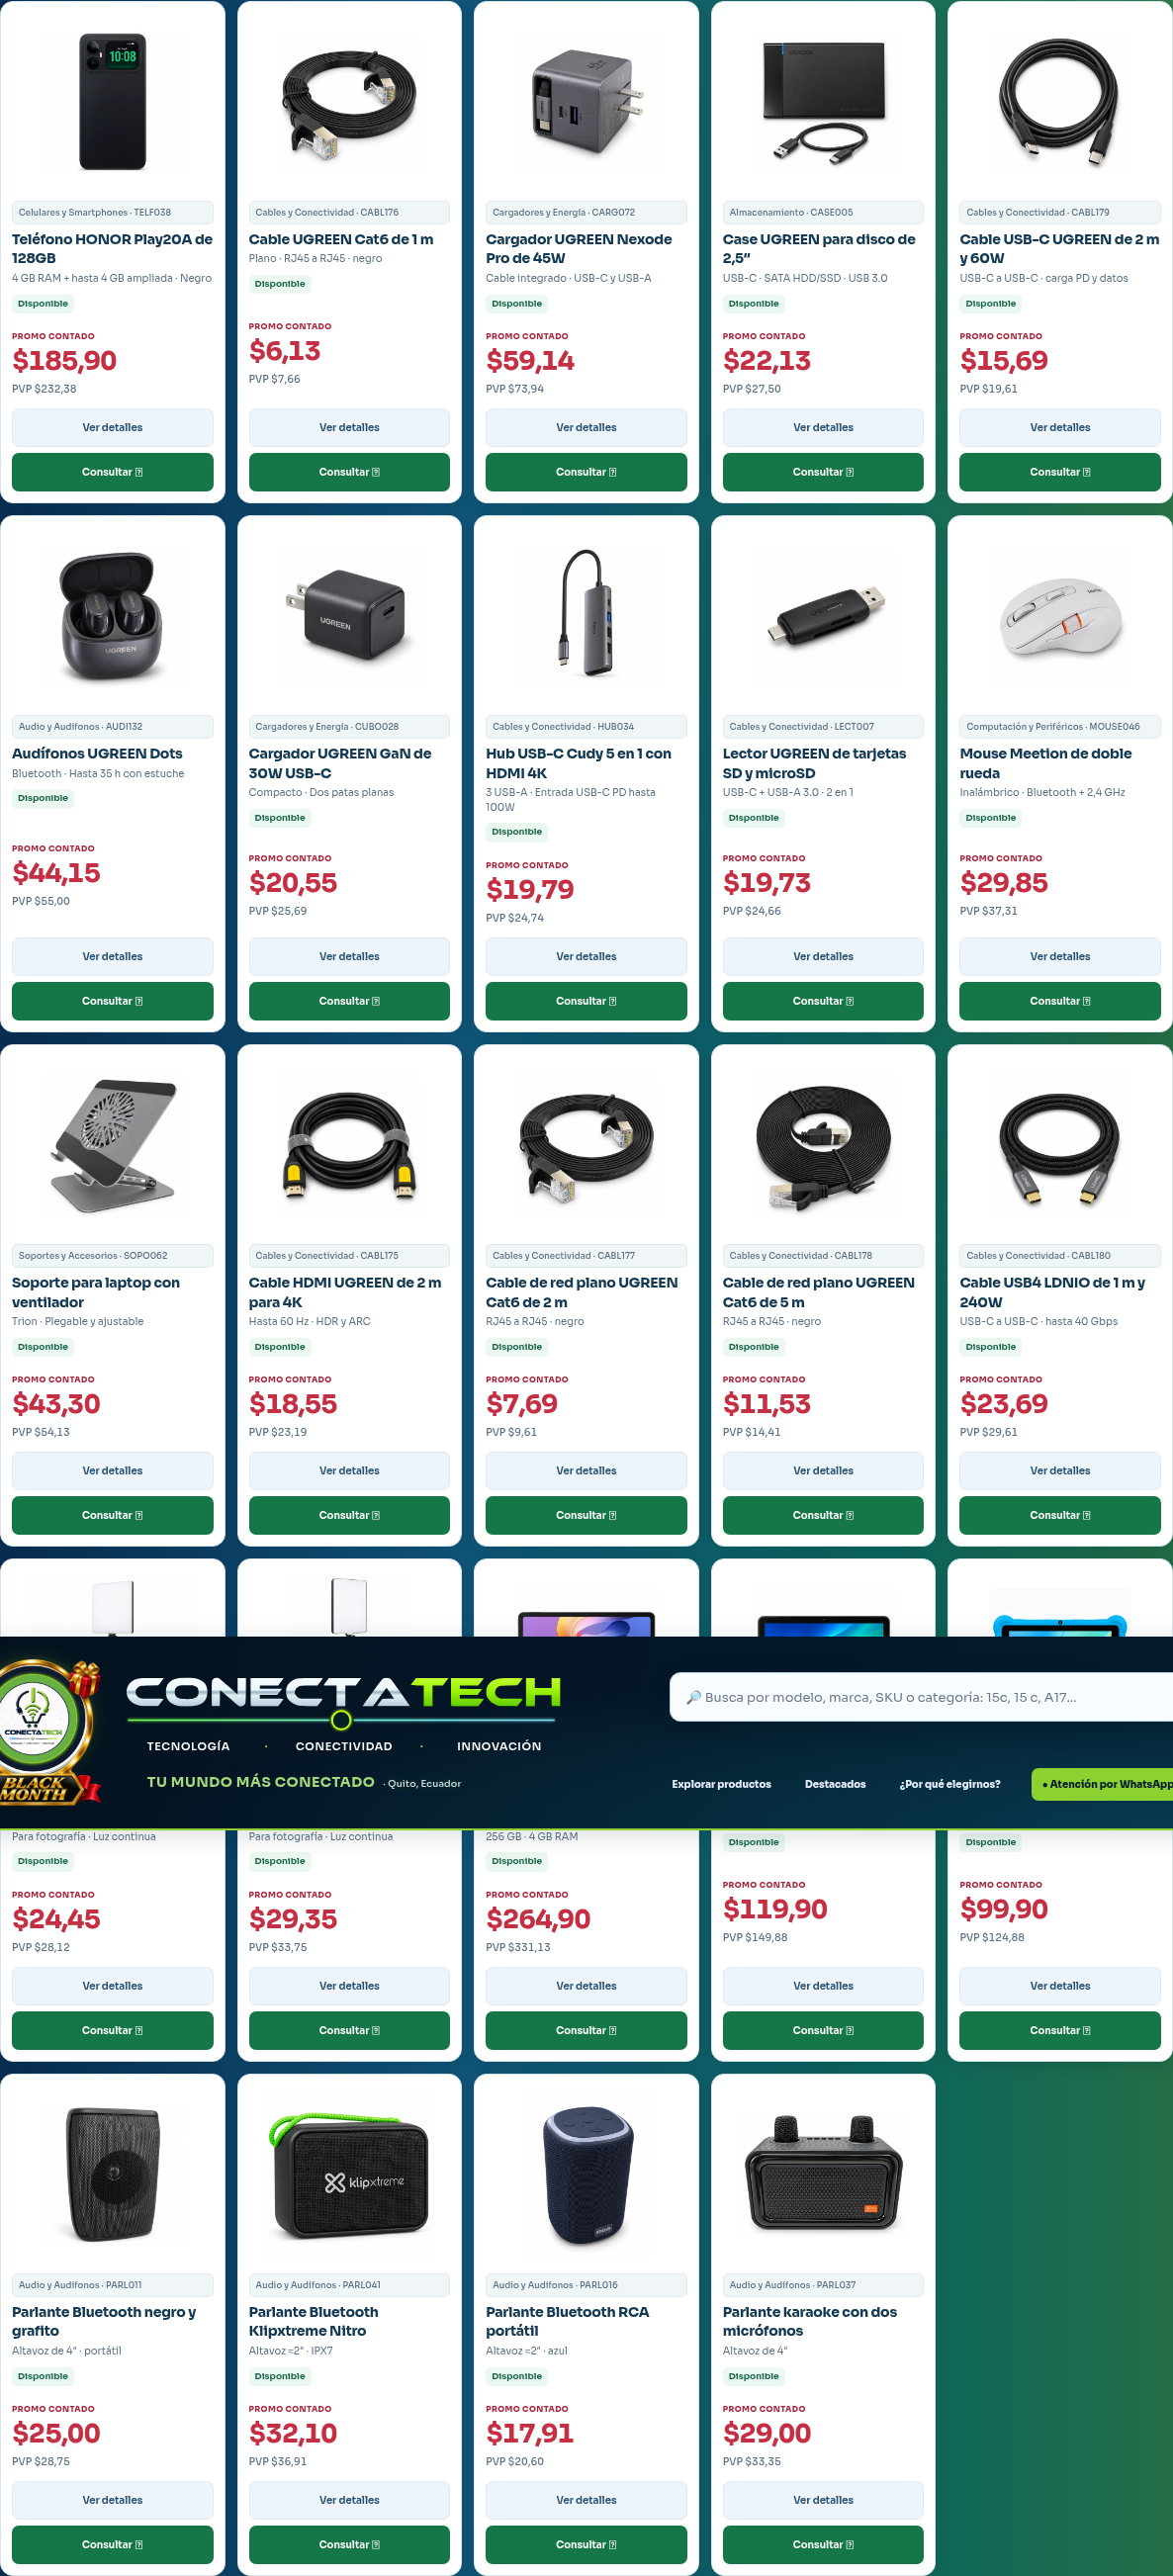 10:08
Celulares y Smartphones · TELF038
Teléfono HONOR Play20A de
128GB
4 GB RAM + hasta 4 GB ampliada · Negro
Disponible
PROMO CONTADO
$185,90
PVP $232,38
Ver detalles
Consultar
Cables y Conectividad · CABL176
Cable UGREEN Cat6 de 1 m
Plano · RJ45 a RJ45 · negro
Disponible
PROMO CONTADO
$6,13
PVP $7,66
Ver detalles
Consultar
45W
Cargadores y Energía · CARG072
Cargador UGREEN Nexode
Pro de 45W
Cable integrado · USB-C y USB-A
Disponible
PROMO CONTADO
$59,14
PVP $73,94
Ver detalles
Consultar
UGREEN
Almacenamiento · CASE005
Case UGREEN para disco de
2,5”
USB-C · SATA HDD/SSD · USB 3.0
Disponible
PROMO CONTADO
$22,13
PVP $27,50
Ver detalles
Consultar
Cables y Conectividad · CABL179
Cable USB-C UGREEN de 2 m
y 60W
USB-C a USB-C · carga PD y datos
Disponible
PROMO CONTADO
$15,69
PVP $19,61
Ver detalles
Consultar
UGREEN
Audio y Audífonos · AUDI132
Audífonos UGREEN Dots
Bluetooth · Hasta 35 h con estuche
Disponible
PROMO CONTADO
$44,15
PVP $55,00
Ver detalles
Consultar
UGREEN
Cargadores y Energía · CUBO028
Cargador UGREEN GaN de
30W USB-C
Compacto · Dos patas planas
Disponible
PROMO CONTADO
$20,55
PVP $25,69
Ver detalles
Consultar
Cables y Conectividad · HUB034
Hub USB-C Cudy 5 en 1 con
HDMI 4K
3 USB-A · Entrada USB-C PD hasta
100W
Disponible
PROMO CONTADO
$19,79
PVP $24,74
Ver detalles
Consultar
UGREEN
Cables y Conectividad · LECT007
Lector UGREEN de tarjetas
SD y microSD
USB-C + USB-A 3.0 · 2 en 1
Disponible
PROMO CONTADO
$19,73
PVP $24,66
Ver detalles
Consultar
Computación y Periféricos · MOUSE046
Mouse Meetion de doble
rueda
Inalámbrico · Bluetooth + 2,4 GHz
Disponible
PROMO CONTADO
$29,85
PVP $37,31
Ver detalles
Consultar
Soportes y Accesorios · SOPO062
Soporte para laptop con
ventilador
Trion · Plegable y ajustable
Disponible
PROMO CONTADO
$43,30
PVP $54,13
Ver detalles
Consultar
Cables y Conectividad · CABL175
Cable HDMI UGREEN de 2 m
para 4K
Hasta 60 Hz · HDR y ARC
Disponible
PROMO CONTADO
$18,55
PVP $23,19
Ver detalles
Consultar
Cables y Conectividad · CABL177
Cable de red plano UGREEN
Cat6 de 2 m
RJ45 a RJ45 · negro
Disponible
PROMO CONTADO
$7,69
PVP $9,61
Ver detalles
Consultar
Cables y Conectividad · CABL178
Cable de red plano UGREEN
Cat6 de 5 m
RJ45 a RJ45 · negro
Disponible
PROMO CONTADO
$11,53
PVP $14,41
Ver detalles
Consultar
Cables y Conectividad · CABL180
Cable USB4 LDNIO de 1 m y
240W
USB-C a USB-C · hasta 40 Gbps
Disponible
PROMO CONTADO
$23,69
PVP $29,61
Ver detalles
Consultar
CONECTATECH
BLACK
MONTH
CONECTATECH
TECNOLOGÍA · CONECTIVIDAD · INNOVACIÓN
TU MUNDO MÁS CONECTADO · Quito, Ecuador
🔎 Busca por modelo, marca, SKU o categoría: 15c, 15 c, A17...
Explorar productos
Destacados
¿Por qué elegirnos?
● Atención por WhatsApp
Para fotografía · Luz continua
Disponible
PROMO CONTADO
$24,45
PVP $28,12
Ver detalles
Consultar
Para fotografía · Luz continua
Disponible
PROMO CONTADO
$29,35
PVP $33,75
Ver detalles
Consultar
256 GB · 4 GB RAM
Disponible
PROMO CONTADO
$264,90
PVP $331,13
Ver detalles
Consultar
Disponible
PROMO CONTADO
$119,90
PVP $149,88
Ver detalles
Consultar
Disponible
PROMO CONTADO
$99,90
PVP $124,88
Ver detalles
Consultar
Audio y Audífonos · PARL011
Parlante Bluetooth negro y
grafito
Altavoz de 4” · portátil
Disponible
PROMO CONTADO
$25,00
PVP $28,75
Ver detalles
Consultar
klipxtreme
Audio y Audífonos · PARL041
Parlante Bluetooth
Klipxtreme Nitro
Altavoz ≈2” · IPX7
Disponible
PROMO CONTADO
$32,10
PVP $36,91
Ver detalles
Consultar
Audio y Audífonos · PARL016
Parlante Bluetooth RCA
portátil
Altavoz ≈2” · azul
Disponible
PROMO CONTADO
$17,91
PVP $20,60
Ver detalles
Consultar
Audio y Audífonos · PARL037
Parlante karaoke con dos
micrófonos
Altavoz de 4”
Disponible
PROMO CONTADO
$29,00
PVP $33,35
Ver detalles
Consultar